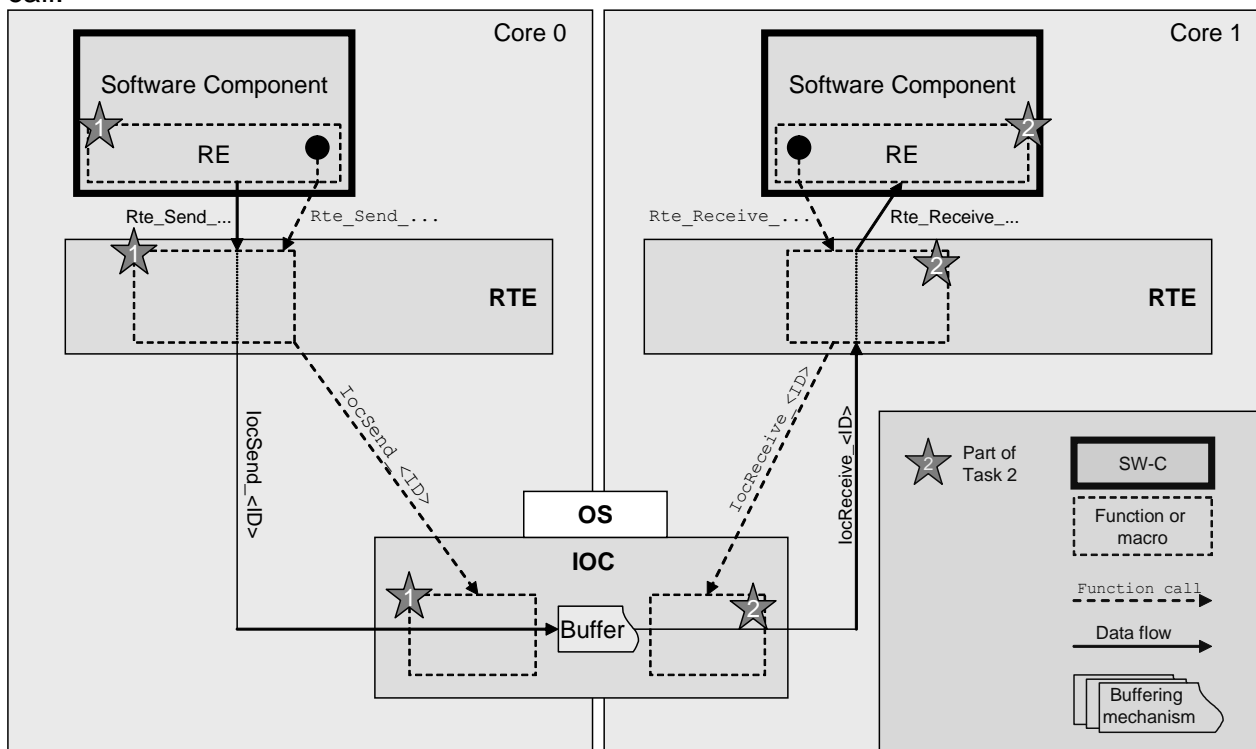 call.
Core 0
Core 1
Software Component
1
RE
Software Component
2
RE
Rte_Send_...
Rte_Send_...
Rte_Receive_...
Rte_Receive_...
1
RTE
2
RTE
IocSend_<ID>
IocSend_<ID>
IocReceive_<ID>
IocReceive_<ID>
OS
IOC
1
Buffer
2
2
Part of
Task 2
SW-C
Function or
macro
Function call
Data flow
Buffering
mechanism